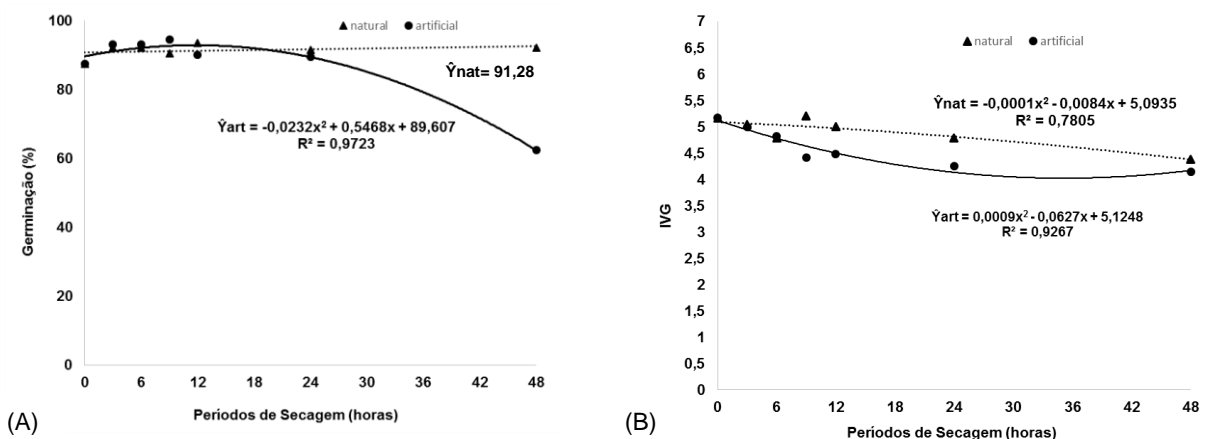 natural artificial
100
80
60
40
20
0
Germinação (%)
Ŷnat= 91,28
Ŷart = -0,0232x² + 0,5468x + 89,607
R² = 0,9723
0 6 12 18 24 30 36 42 48
Períodos de Secagem (horas)
(A)
natural artificial
7
6,5
6
5,5
5
4,5
4
3,5
3
2,5
2
1,5
1
0,5
0
IVG
Ŷnat = -0,0001x² - 0,0084x + 5,0935
R² = 0,7805
Ŷart = 0,0009x² - 0,0627x + 5,1248
R² = 0,9267
0 6 12 18 24 30 36 42 48
Períodos de Secagem (horas)
(B)